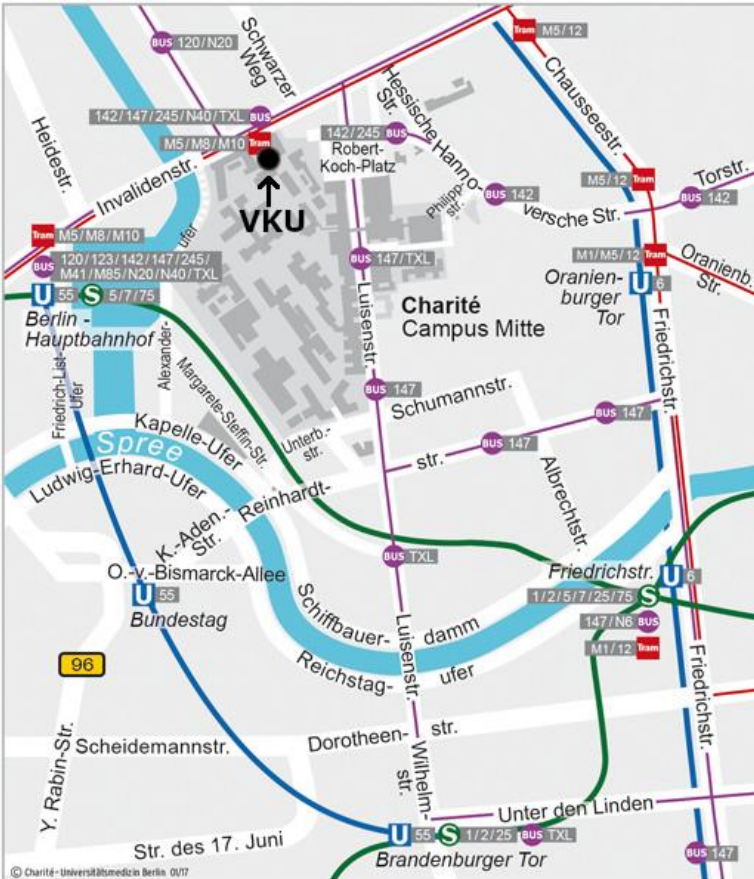 BUS 120/N20
Schwarzer
Weg
Tram M5/12
Heidestr.
142/147/245/N40/TXL BUS
M5/M8/M10 Tram
VKU
Invalidenstr.
Hessische
Str.
142/245 BUS
Robert-
Koch-Platz
Hanno-
versche Str.
Philipp-
str.
BUS 142
Chausseestr.
M5/12 Tram
Torstr.
BUS 142
Tram M5/M8/M10
BUS 120/123/142/147/245/
M41/M85/N20/N40/TXL
U 55 S 5/7/75
Berlin -
Hauptbahnhof
ufer
Alexander-
BUS 147/TXL
Luisenstr.
Charité
Campus Mitte
M1/M5/12 Tram
Oranienb.
Str.
Oranien-
burger
Tor
U 6
Friedrichstr.
Friedrich-List-
Ufer
Margarete-Steffin-Str.
BUS 147
Schumannstr.
Unterb.-
str.
BUS 147
BUS 147
Kapelle-Ufer
Spree
Ludwig-Erhard-Ufer
Reinhardt-
str.
Albrechtstr.
K.-Aden.-
Str.
O.-v.-Bismarck-Allee
U 55
Bundestag
BUS TXL
Friedrichstr.
U 6
1/2/5/7/25/75 S
147/N6 BUS
M1/12 Tram
Schiffbauer-
damm
Reichstag-
ufer
Luisenstr.
Friedrichstr.
96
Scheidemannstr.
Dorotheen-
str.
Y. Rabin-Str.
Wilhelm-
str.
Unter den Linden
Str. des 17. Juni
U 55 S 1/2/25 BUS TXL
Brandenburger Tor
BUS 147
© Charité - Universitätsmedizin Berlin 01/17